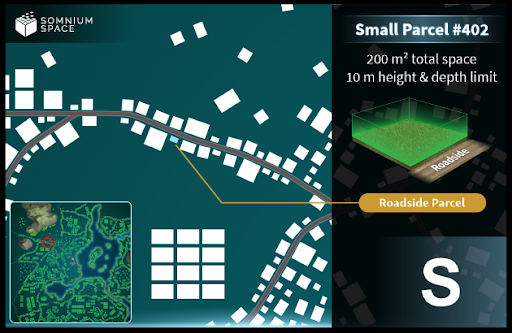 SOMNIUM
SPACE
Small Parcel #402
200 m² total space
10 m height & depth limit
Roadside
Roadside Parcel
S